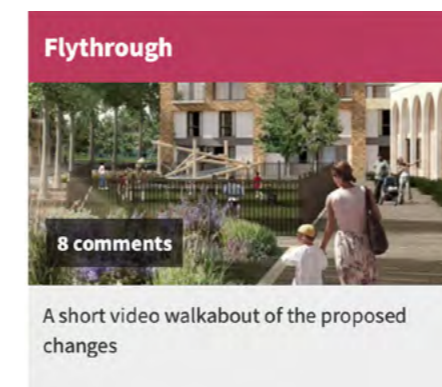 Flythrough
8 comments
A short video walkabout of the proposed
changes